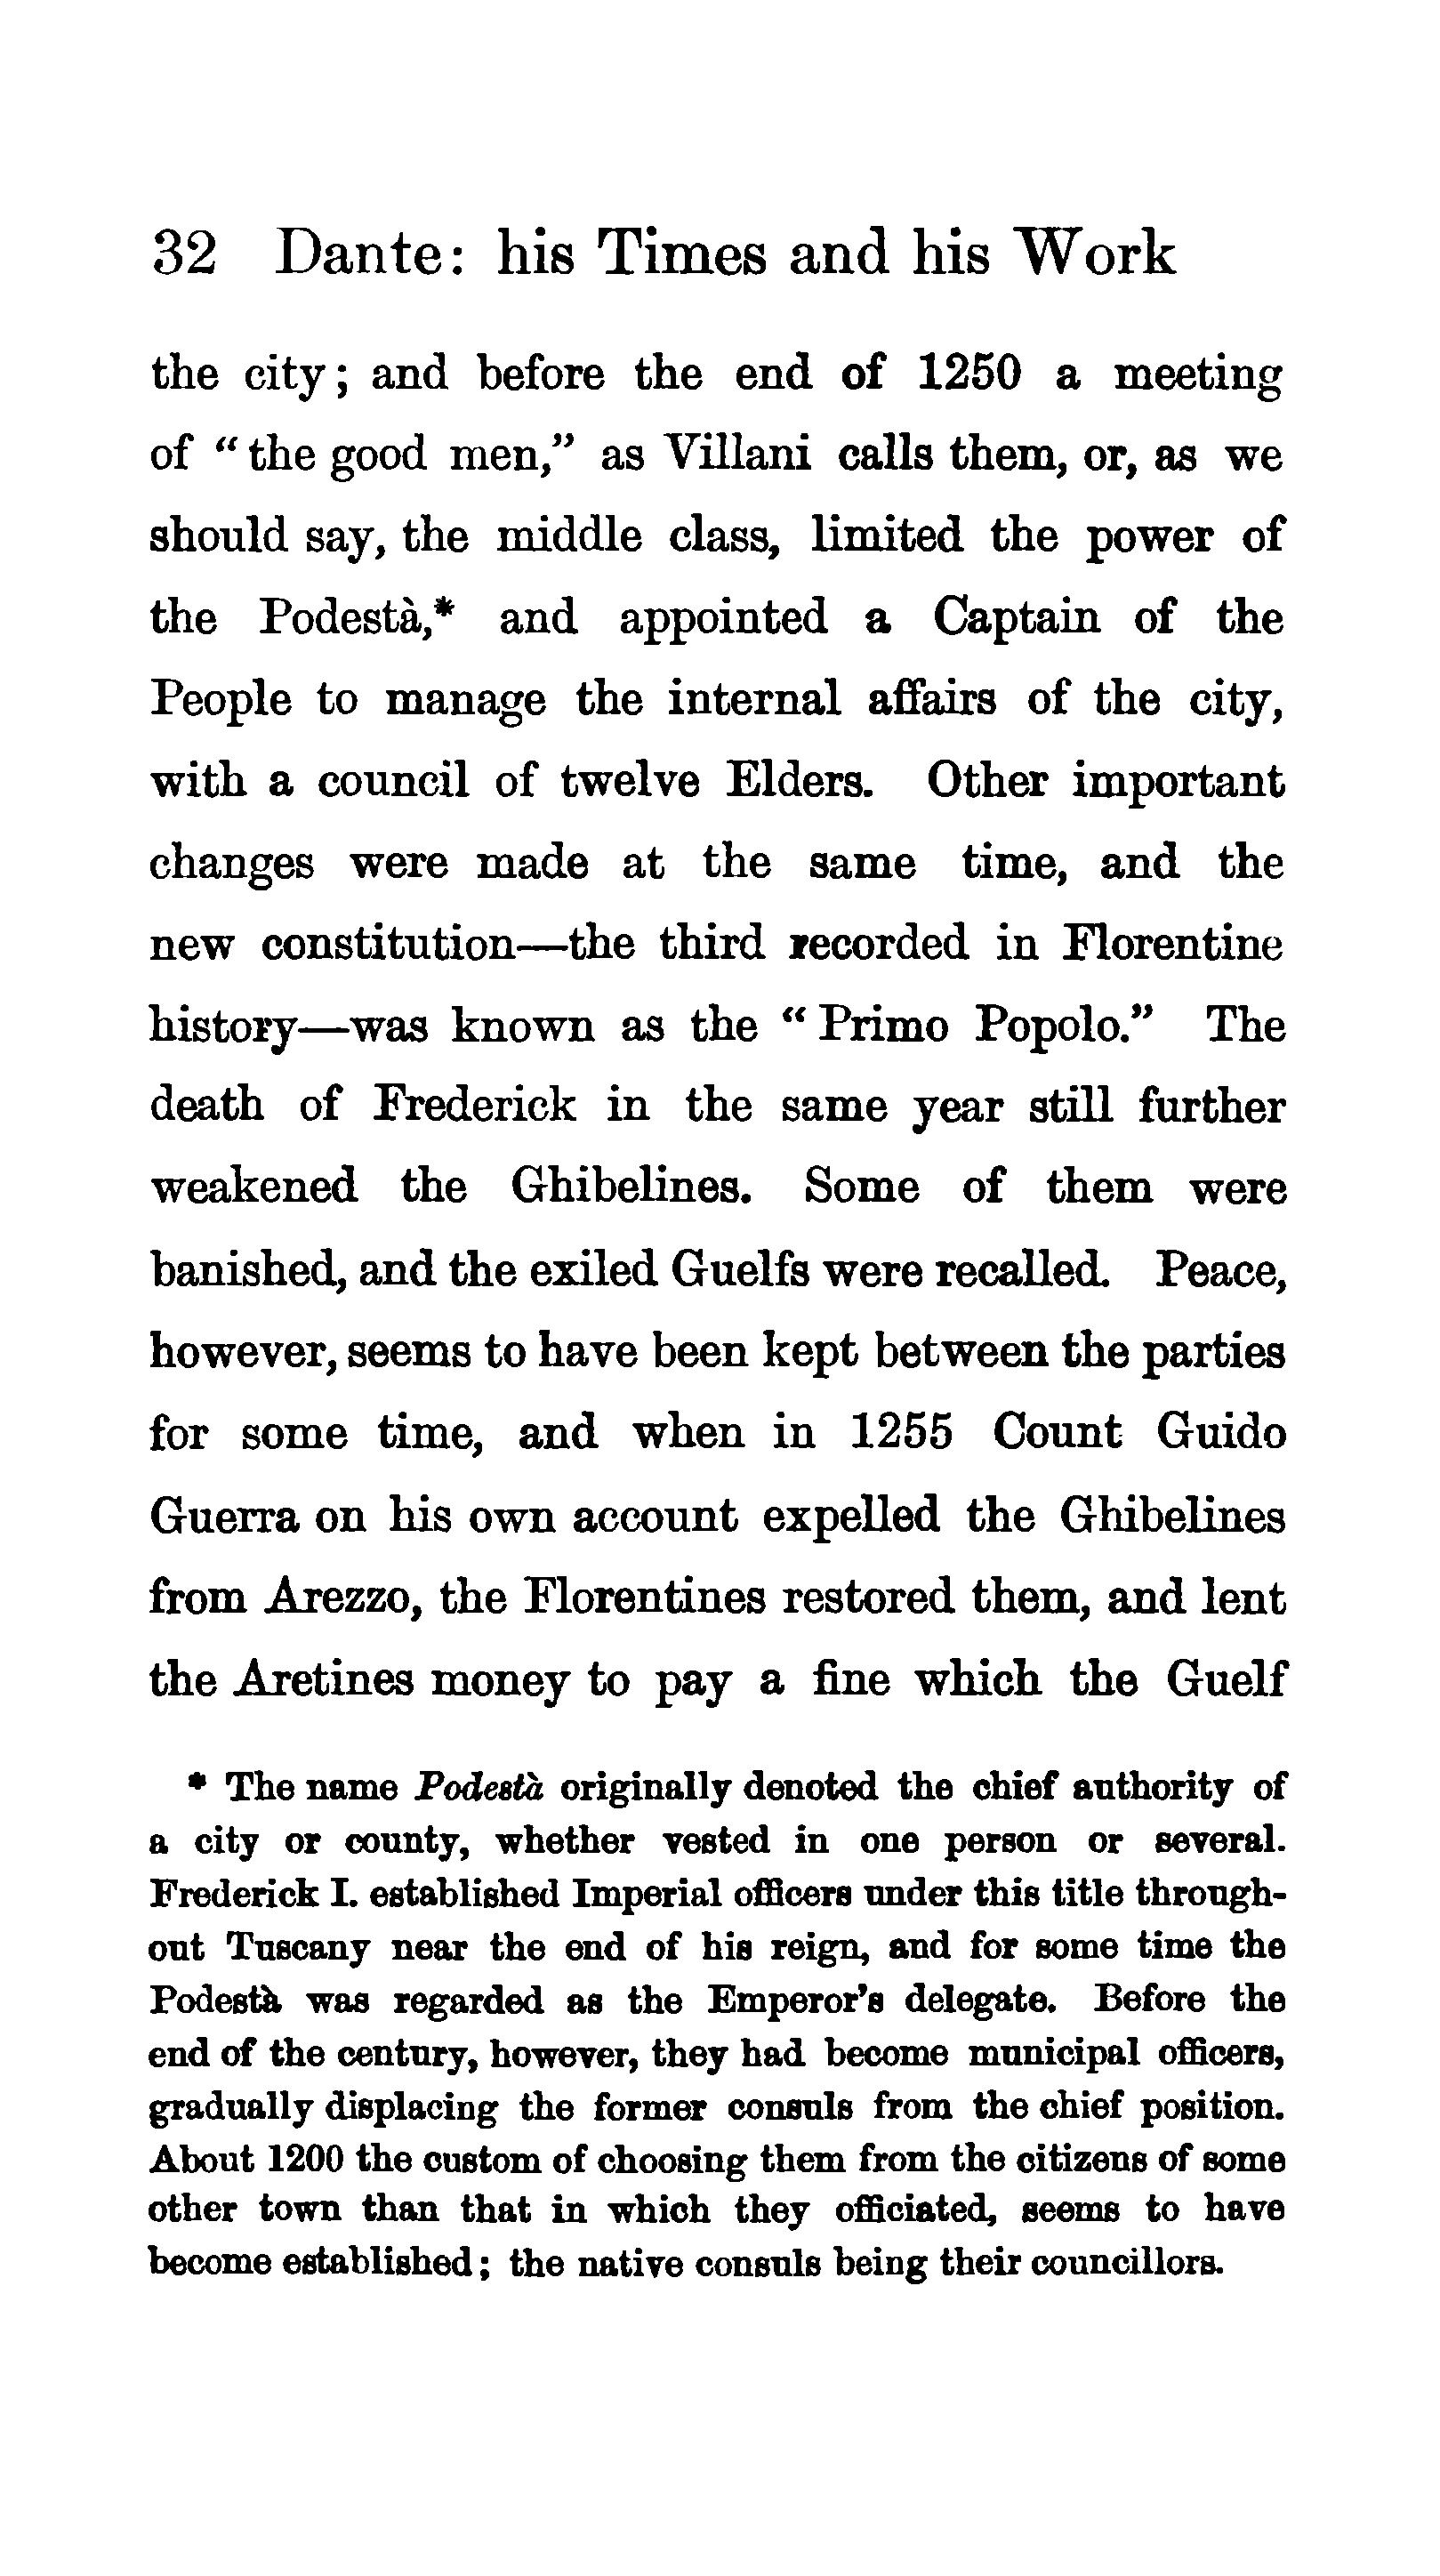 32 Dante: his Times and his Work
the city; and before the end of 1250 a meeting
of “the good men,” as Villani calls them, or, as we
should say, the middle class, limited the power of
the Podestà,* and appointed a Captain of the
People to manage the internal affairs of the city,
with a council of twelve Elders. Other important
changes were made at the same time, and the
new constitution—the third recorded in Florentine
history—was known as the “Primo Popolo.” The
death of Frederick in the same year still further
weakened the Ghibelines. Some of them were
banished, and the exiled Guelfs were recalled. Peace,
however, seems to have been kept between the parties
for some time, and when in 1255 Count Guido
Guerra on his own account expelled the Ghibelines
from Arezzo, the Florentines restored them, and lent
the Aretines money to pay a fine which the Guelf
* The name Podestà originally denoted the chief authority of
a city or county, whether vested in one person or several.
Frederick I. established Imperial officers under this title through-
out Tuscany near the end of his reign, and for some time the
Podestà was regarded as the Emperor’s delegate. Before the
end of the century, however, they had become municipal officers,
gradually displacing the former consuls from the chief position.
About 1200 the custom of choosing them from the citizens of some
other town than that in which they officiated, seems to have
become established; the native consuls being their councillors.